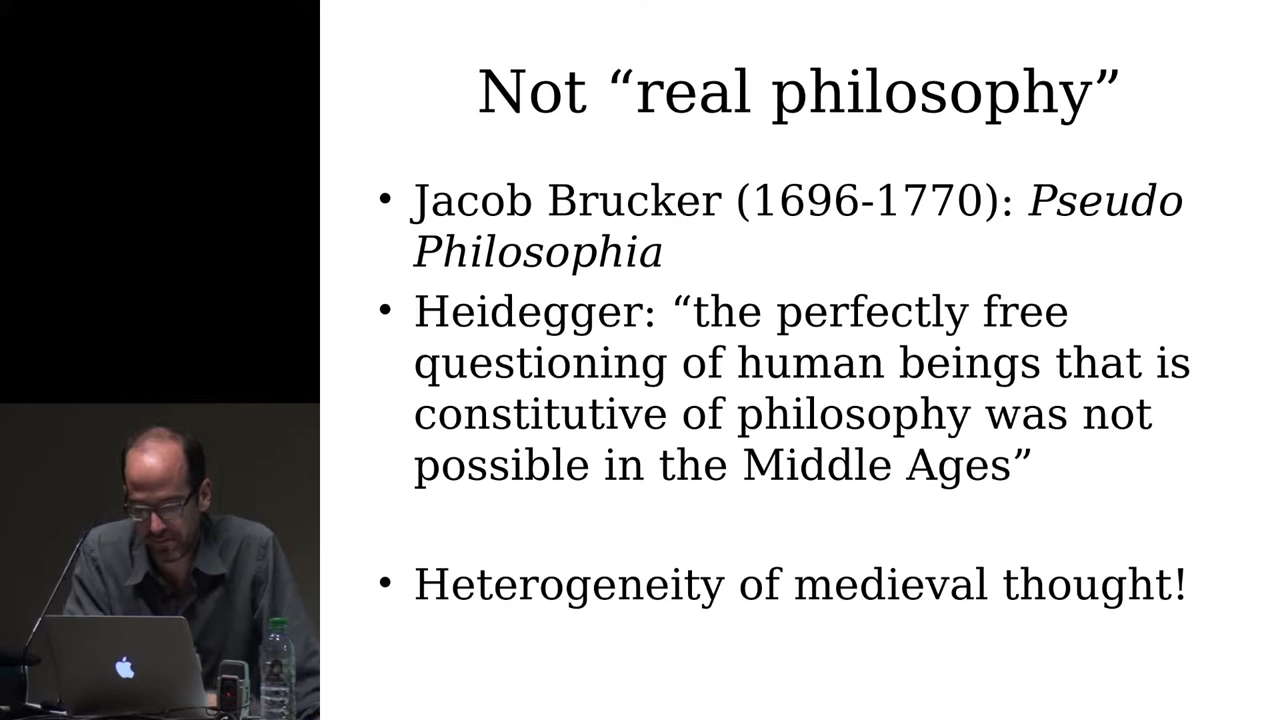 Not “real philosophy”
• Jacob Brucker (1696-1770): Pseudo
Philosophia
• Heidegger: “the perfectly free
questioning of human beings that is
constitutive of philosophy was not
possible in the Middle Ages”
• Heterogeneity of medieval thought!